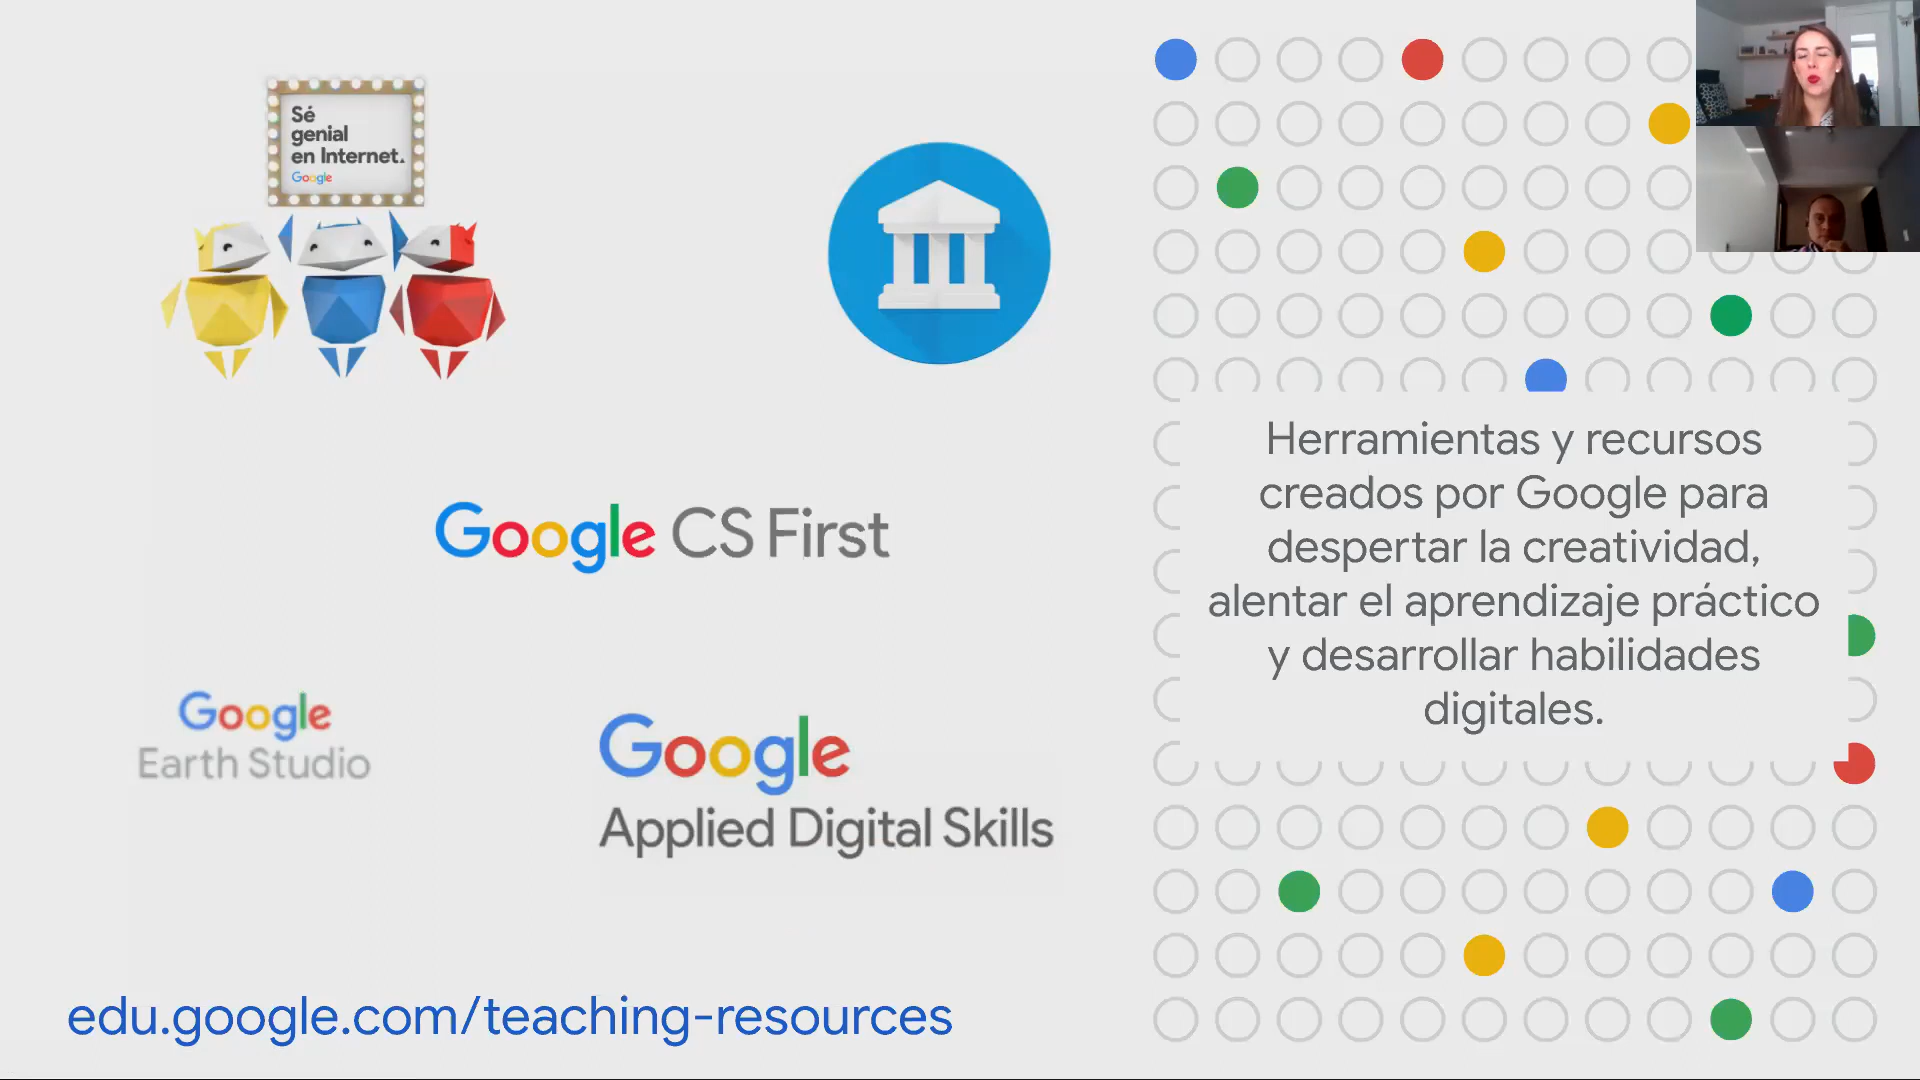 Sé
genial
en Internet.
Google
Google CS First
Google
Earth Studio
Google
Applied Digital Skills
edu.google.com/teaching-resources
Herramientas y recursos
creados por Google para
despertar la creatividad,
alentar el aprendizaje práctico
y desarrollar habilidades
digitales.